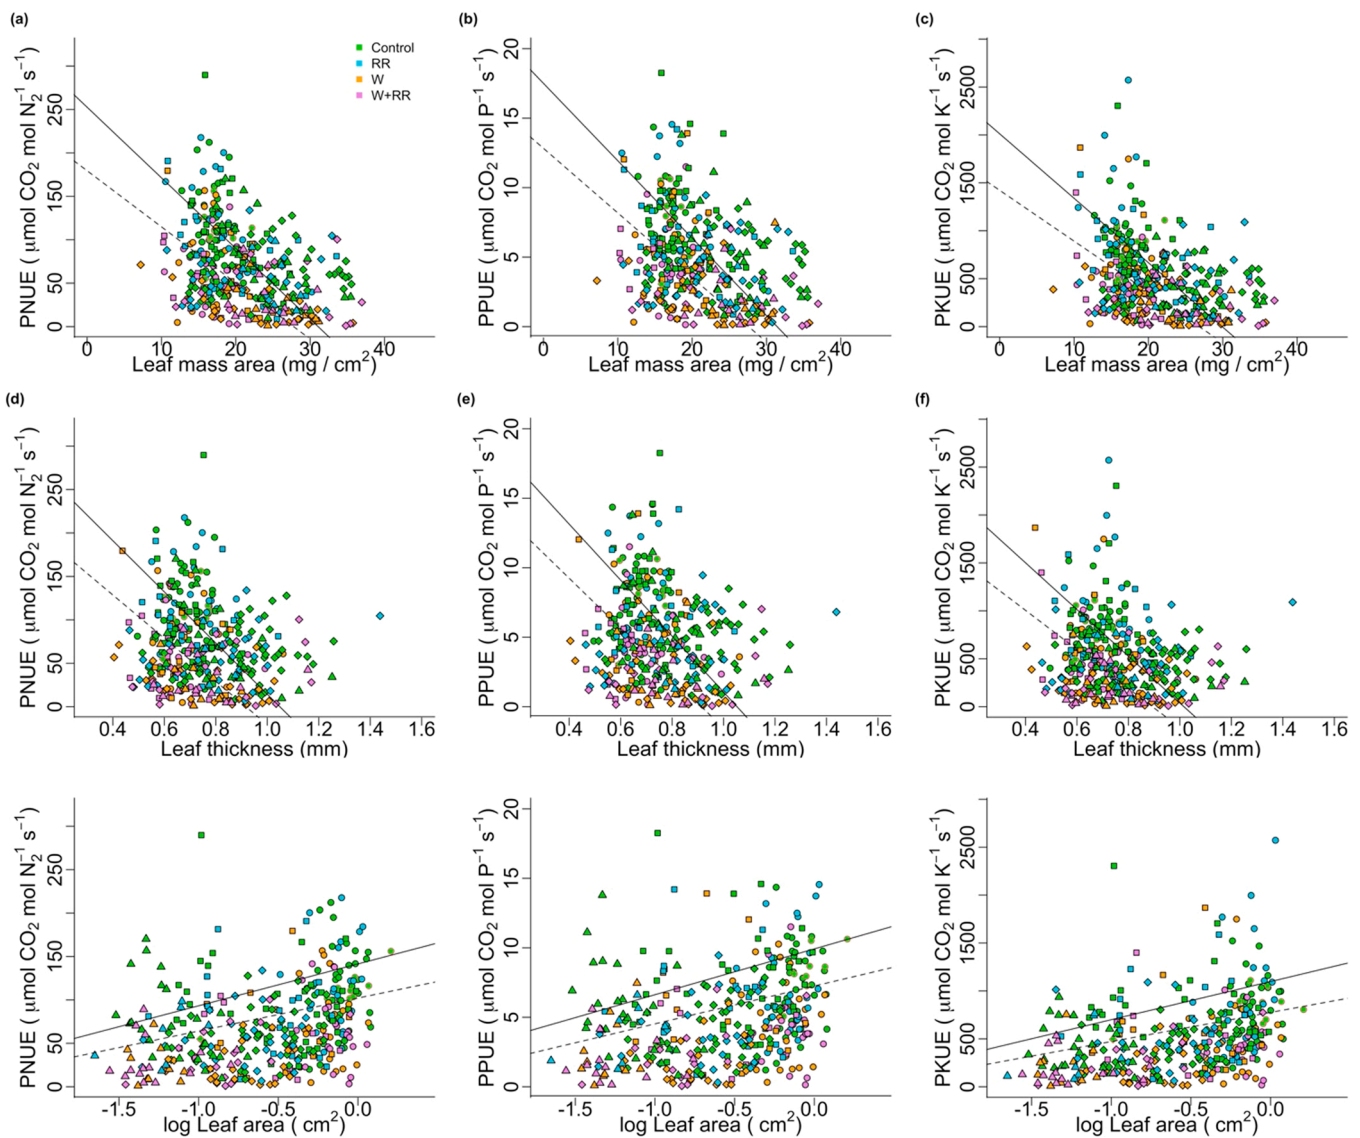 (a)
PNUE ( μmol CO₂ mol N₂⁻¹ s⁻¹)
0 50 150 250
0 10 20 30 40
Leaf mass area (mg / cm²)
Control
RR
W
W+RR
(b)
PPUE ( μmol CO₂ mol P⁻¹ s⁻¹)
0 5 10 15 20
0 10 20 30 40
Leaf mass area (mg / cm²)
(c)
PKUE ( μmol CO₂ mol K⁻¹ s⁻¹)
0 500 1500 2500
0 10 20 30 40
Leaf mass area (mg / cm²)
(d)
PNUE ( μmol CO₂ mol N₂⁻¹ s⁻¹)
0 50 150 250
0.4 0.6 0.8 1.0 1.2 1.4 1.6
Leaf thickness (mm)
(e)
PPUE ( μmol CO₂ mol P⁻¹ s⁻¹)
0 5 10 15 20
0.4 0.6 0.8 1.0 1.2 1.4 1.6
Leaf thickness (mm)
(f)
PKUE ( μmol CO₂ mol K⁻¹ s⁻¹)
0 500 1500 2500
0.4 0.6 0.8 1.0 1.2 1.4 1.6
Leaf thickness (mm)
PNUE ( μmol CO₂ mol N₂⁻¹ s⁻¹)
0 50 150 250
-1.5 -1.0 -0.5 0.0
log Leaf area ( cm²)
PPUE ( μmol CO₂ mol P⁻¹ s⁻¹)
0 5 10 15 20
-1.5 -1.0 -0.5 0.0
log Leaf area ( cm²)
PKUE ( μmol CO₂ mol K⁻¹ s⁻¹)
0 500 1500 2500
-1.5 -1.0 -0.5 0.0
log Leaf area ( cm²)